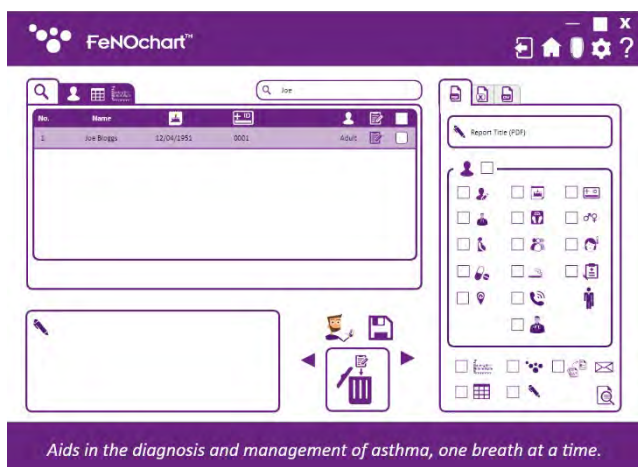 FeNOchart™
Joe
No. Name ID
1 Joe Bloggs 12/04/1951 0001 Adult
Report Title (PDF)
Aids in the diagnosis and management of asthma, one breath at a time.